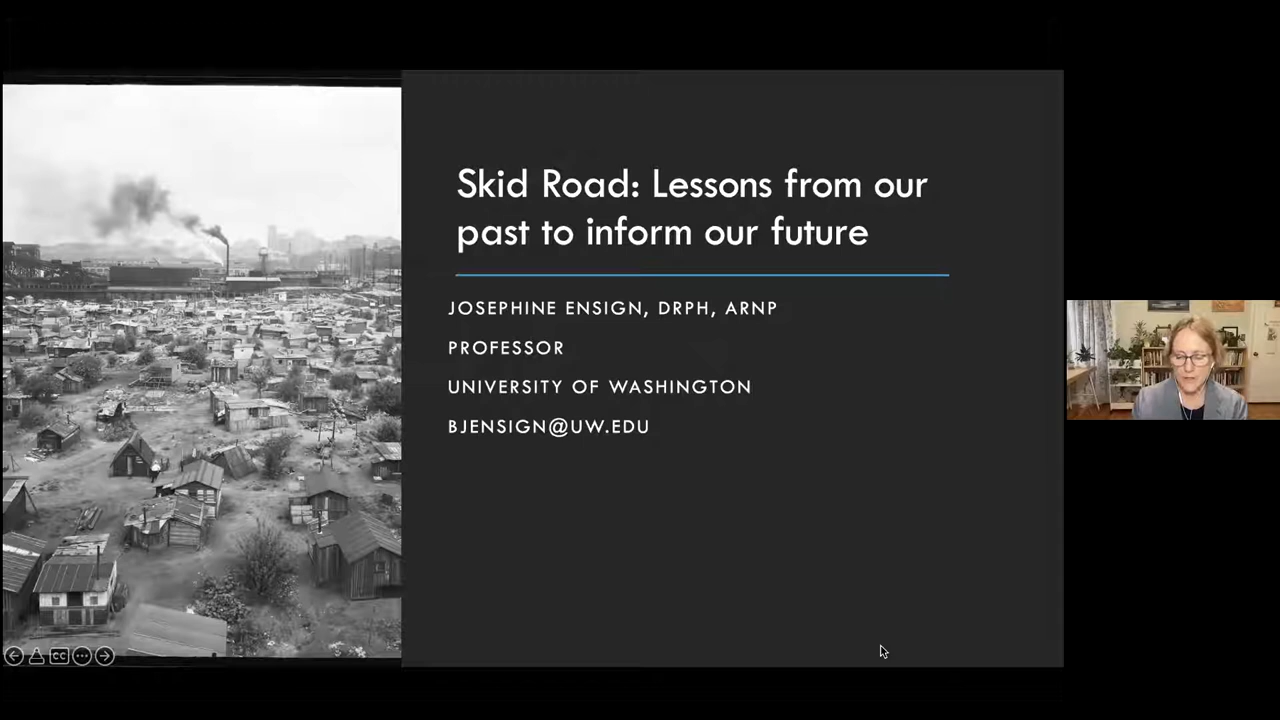 Skid Road: Lessons from our
past to inform our future
JOSEPHINE ENSIGN, DRPH, ARNP
PROFESSOR
UNIVERSITY OF WASHINGTON
BJENSIGN@UW.EDU
CC